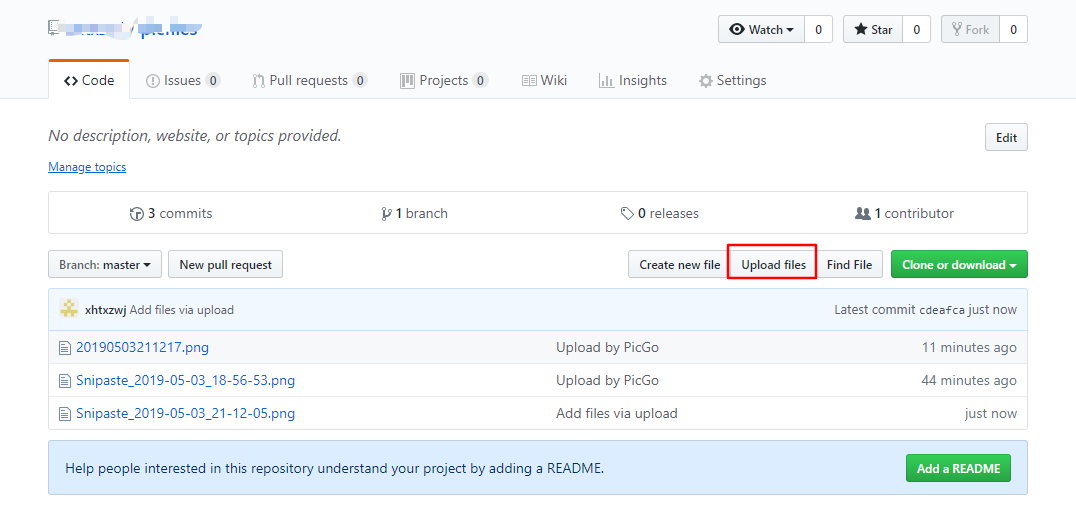 Watch 0 Star 0 Fork 0
Code Issues 0 Pull requests 0 Projects 0 Wiki Insights Settings
No description, website, or topics provided. Edit
Manage topics
3 commits 1 branch 0 releases 1 contributor
Branch: master New pull request Create new file Upload files Find File Clone or download
xhtxzwj Add files via upload Latest commit cdeafca just now
20190503211217.png Upload by PicGo 11 minutes ago
Snipaste_2019-05-03_18-56-53.png Upload by PicGo 44 minutes ago
Snipaste_2019-05-03_21-12-05.png Add files via upload just now
Help people interested in this repository understand your project by adding a README. Add a README